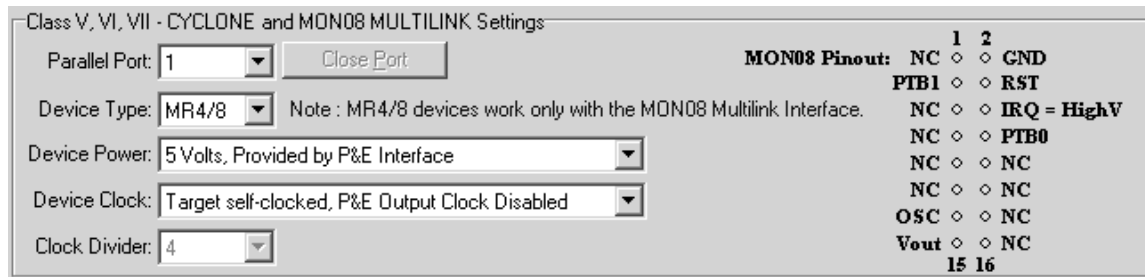 Class V, VI, VII - CYCLONE and MON08 MULTILINK Settings
Parallel Port: 1 Close Port
Device Type: MR4/8 Note : MR4/8 devices work only with the MON08 Multilink Interface.
Device Power: 5 Volts, Provided by P&E Interface
Device Clock: Target self-clocked, P&E Output Clock Disabled
Clock Divider: 4
1 2
MON08 Pinout: NC GND
PTB1 RST
NC IRQ = HighV
NC PTB0
NC NC
NC NC
OSC NC
Vout NC
15 16